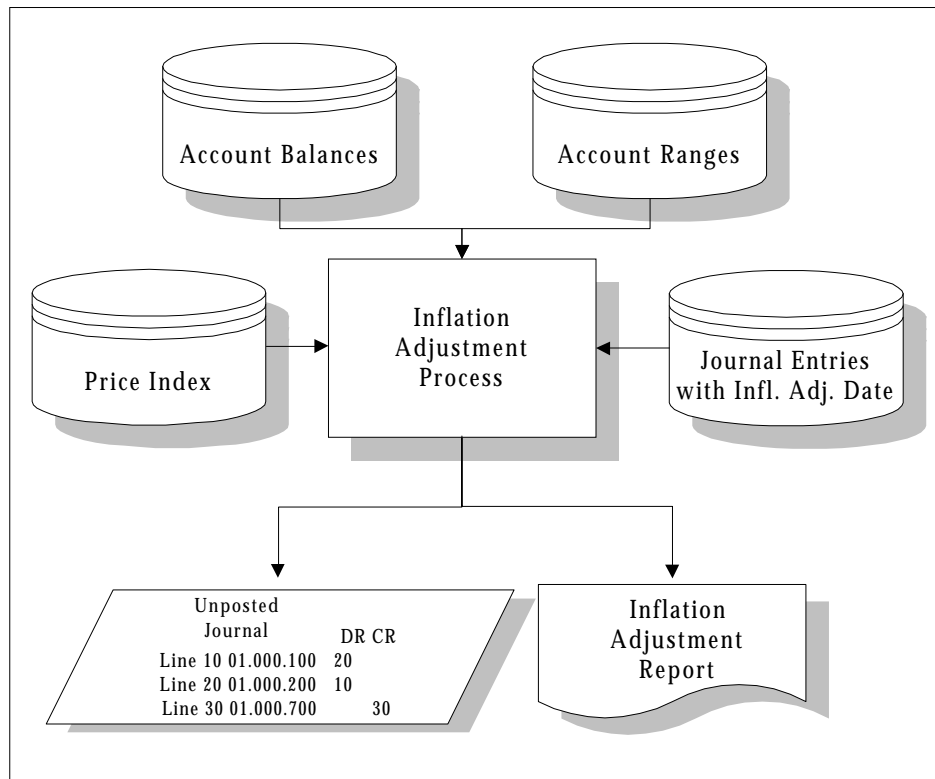 Account Balances
Account Ranges
Price Index
Inflation
Adjustment
Process
Journal Entries
with Infl. Adj. Date
Unposted
Journal
DR CR
Line 10 01.000.100 20
Line 20 01.000.200 10
Line 30 01.000.700 30
Inflation
Adjustment
Report